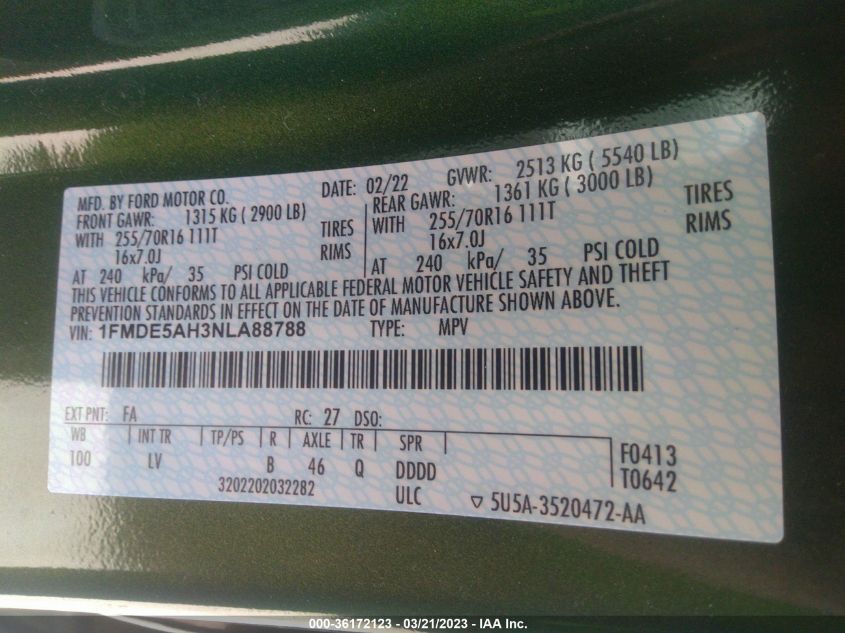 MFD. BY FORD MOTOR CO.
DATE: 02/22 GVWR: 2513 KG ( 5540 LB)
FRONT GAWR: 1315 KG ( 2900 LB)
WITH 255/70R16 111T TIRES
16x7.0J RIMS
AT 240 kPa/ 35 PSI COLD
REAR GAWR: 1361 KG ( 3000 LB)
WITH 255/70R16 111T TIRES
16x7.0J RIMS
AT 240 kPa/ 35 PSI COLD
THIS VEHICLE CONFORMS TO ALL APPLICABLE FEDERAL MOTOR VEHICLE SAFETY AND THEFT
PREVENTION STANDARDS IN EFFECT ON THE DATE OF MANUFACTURE SHOWN ABOVE.
VIN: 1FMDE5AH3NLA88788 TYPE: MPV
EXT PNT: FA RC: 27 DSO:
WB INT TR TP/PS R AXLE TR SPR
100 LV B 46 Q DDDD
F0413
T0642
3202202032282 ULC ▽ 5U5A-3520472-AA
000-36172123 - 03/21/2023 - IAA Inc.